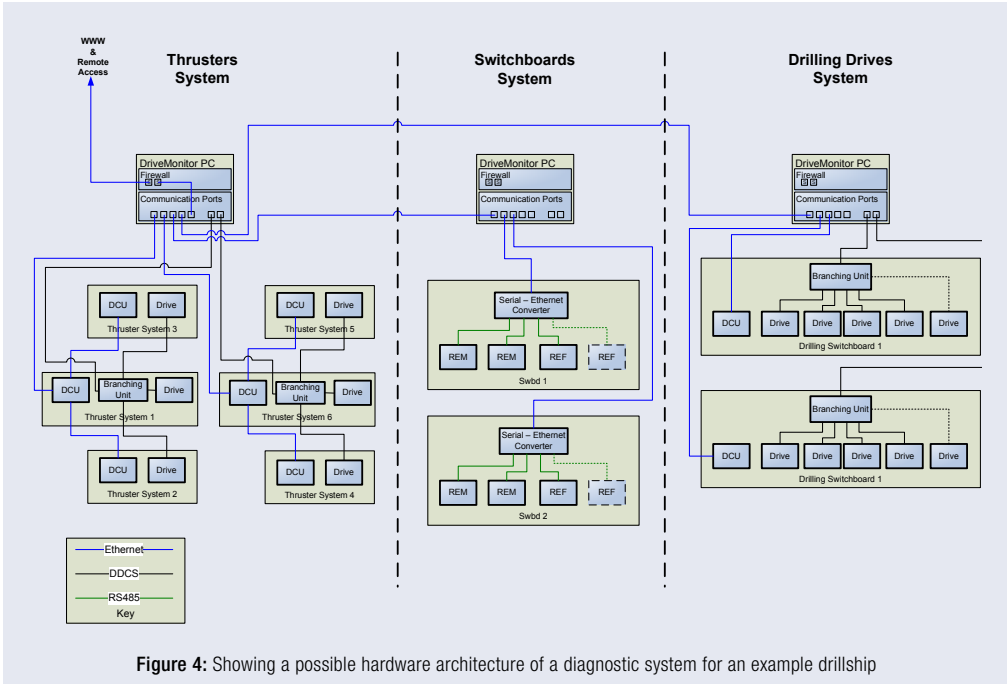 WWW
&
Remote
Access
Thrusters
System
Switchboards
System
Drilling Drives
System
DriveMonitor PC
Firewall
Communication Ports
DriveMonitor PC
Firewall
Communication Ports
DriveMonitor PC
Firewall
Communication Ports
DCU
Drive
Thruster System 3
DCU
Drive
Thruster System 5
DCU
Branching
Unit
Drive
Thruster System 1
DCU
Branching
Unit
Drive
Thruster System 6
DCU
Drive
Thruster System 2
DCU
Drive
Thruster System 4
Serial – Ethernet
Converter
REM
REM
REF
REF
Swbd 1
Serial – Ethernet
Converter
REM
REM
REF
REF
Swbd 2
Branching Unit
DCU
Drive
Drive
Drive
Drive
Drive
Drilling Switchboard 1
Branching Unit
DCU
Drive
Drive
Drive
Drive
Drive
Drilling Switchboard 1
Ethernet
DDCS
RS485
Key
Figure 4: Showing a possible hardware architecture of a diagnostic system for an example drillship